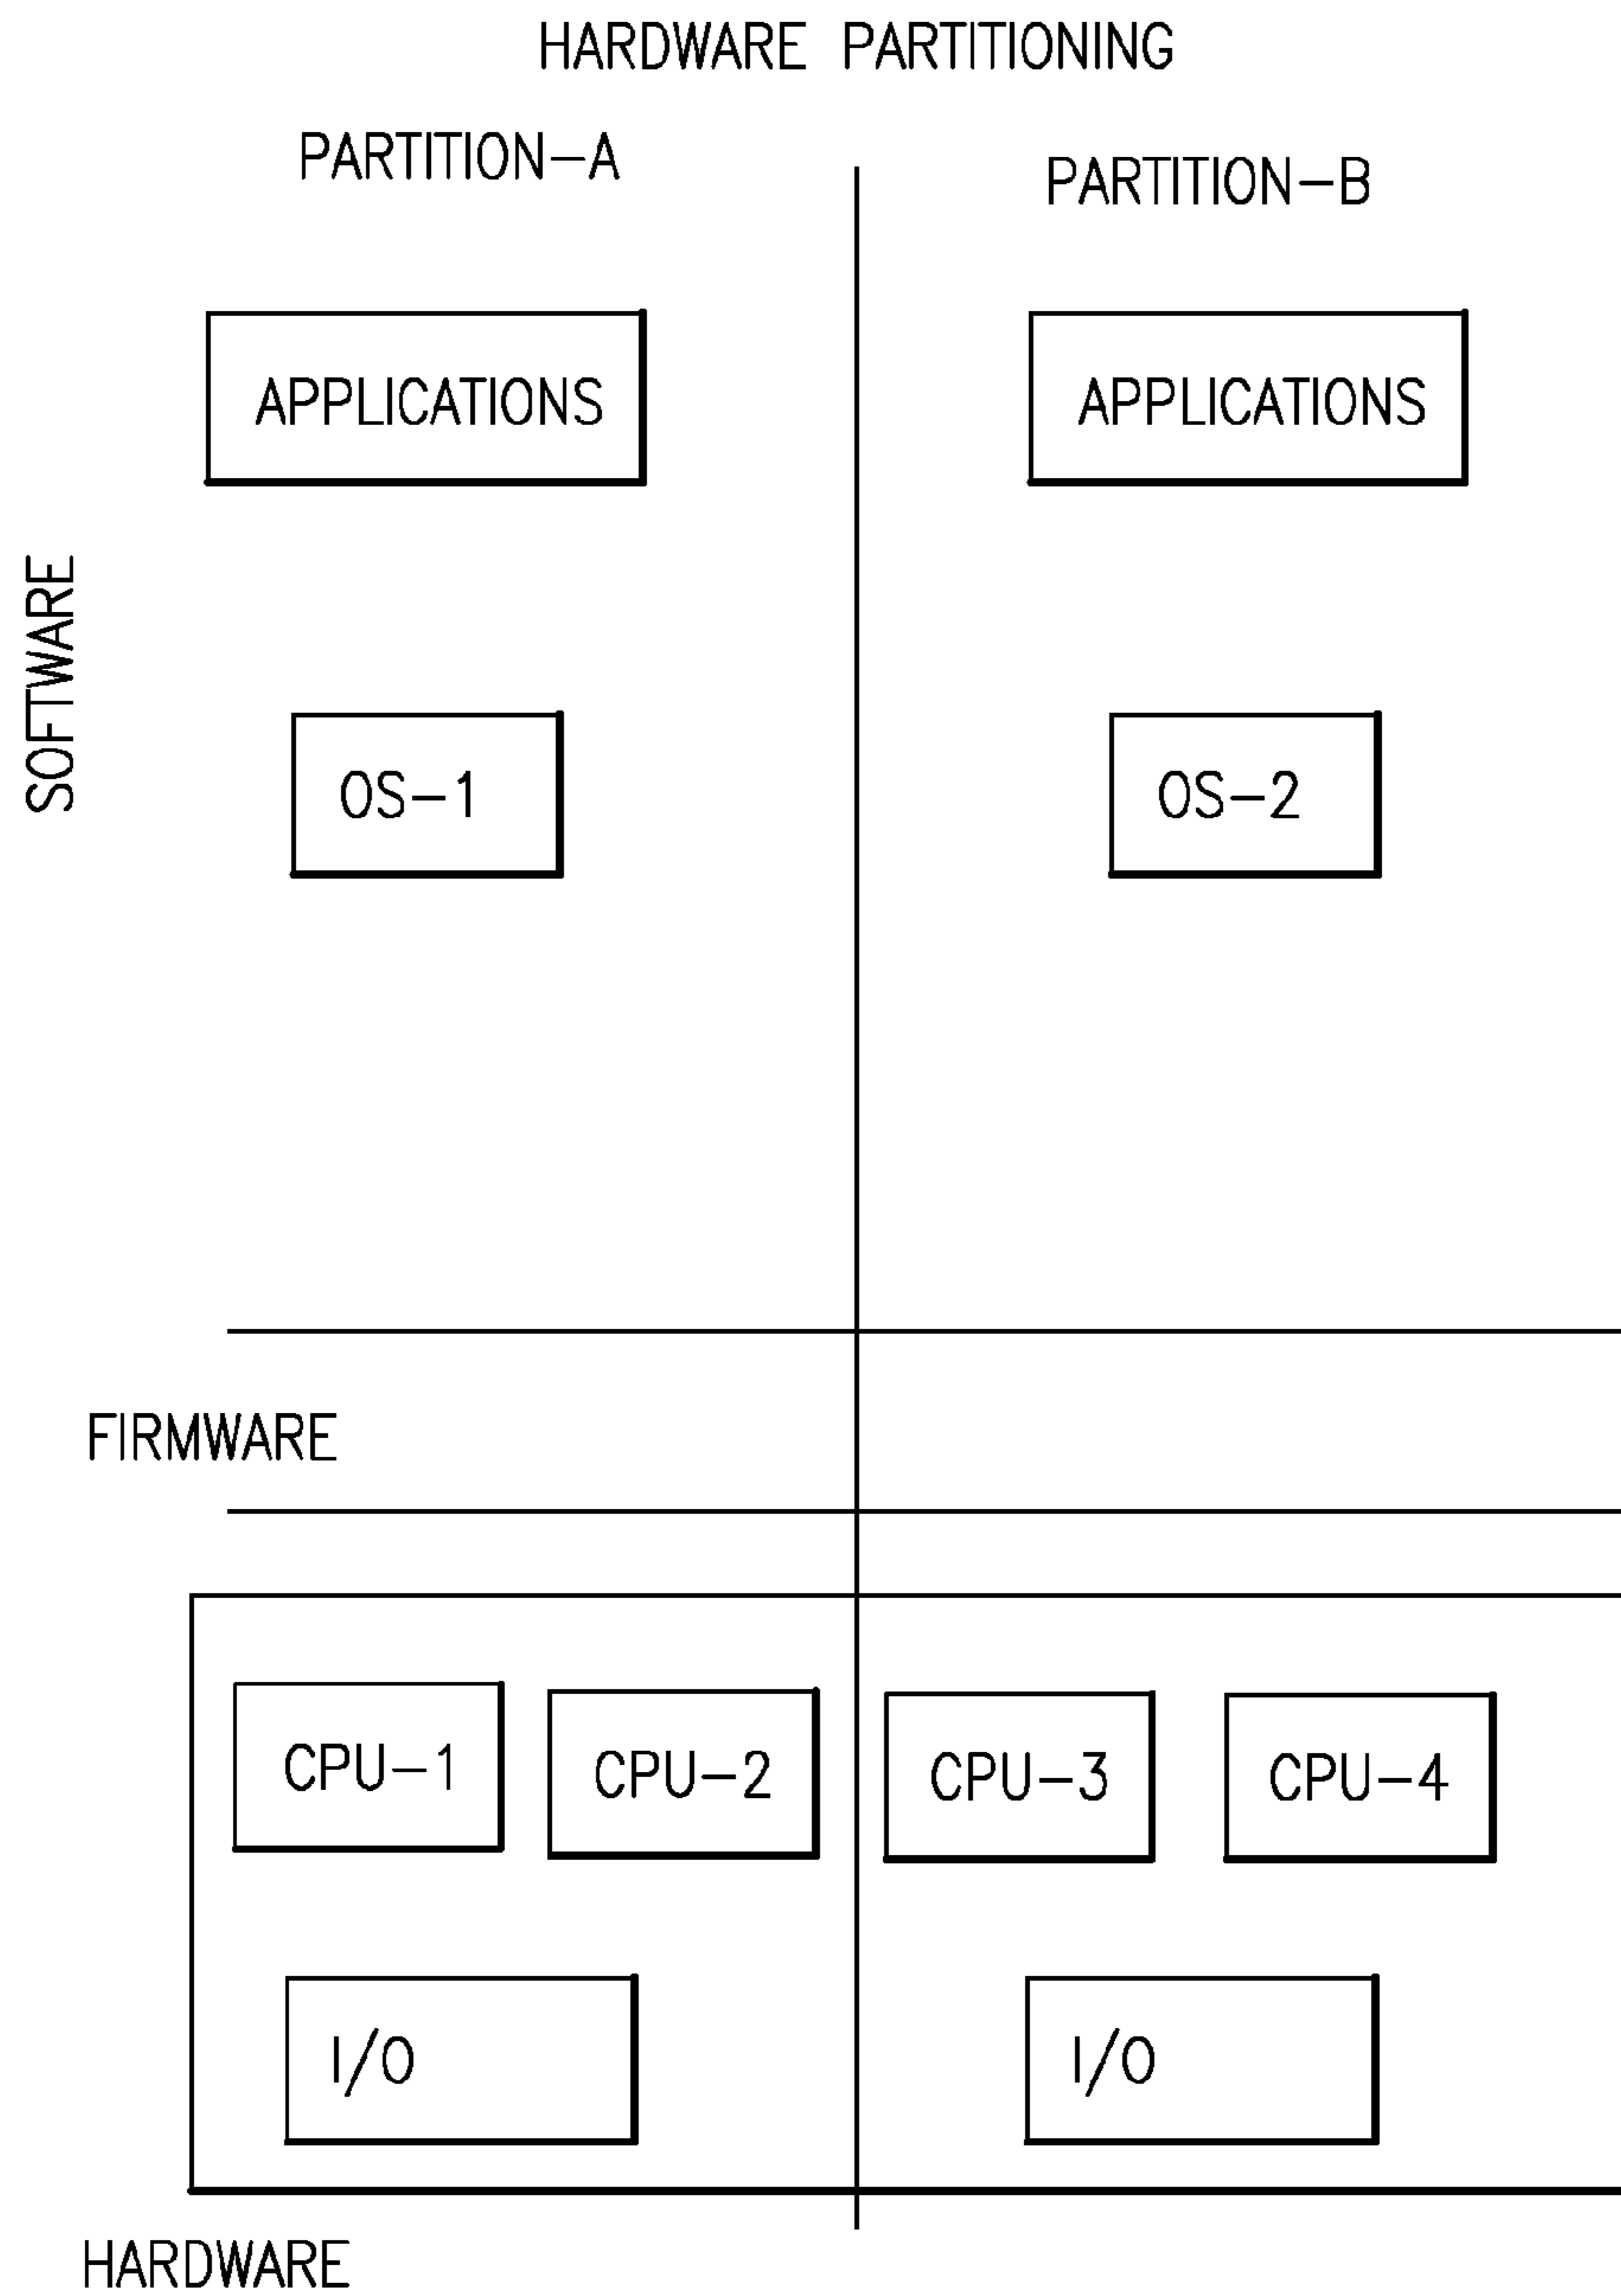 HARDWARE PARTITIONING
PARTITION-A
PARTITION-B
APPLICATIONS
APPLICATIONS
SOFTWARE
OS-1
OS-2
FIRMWARE
CPU-1
CPU-2
CPU-3
CPU-4
I/O
I/O
HARDWARE